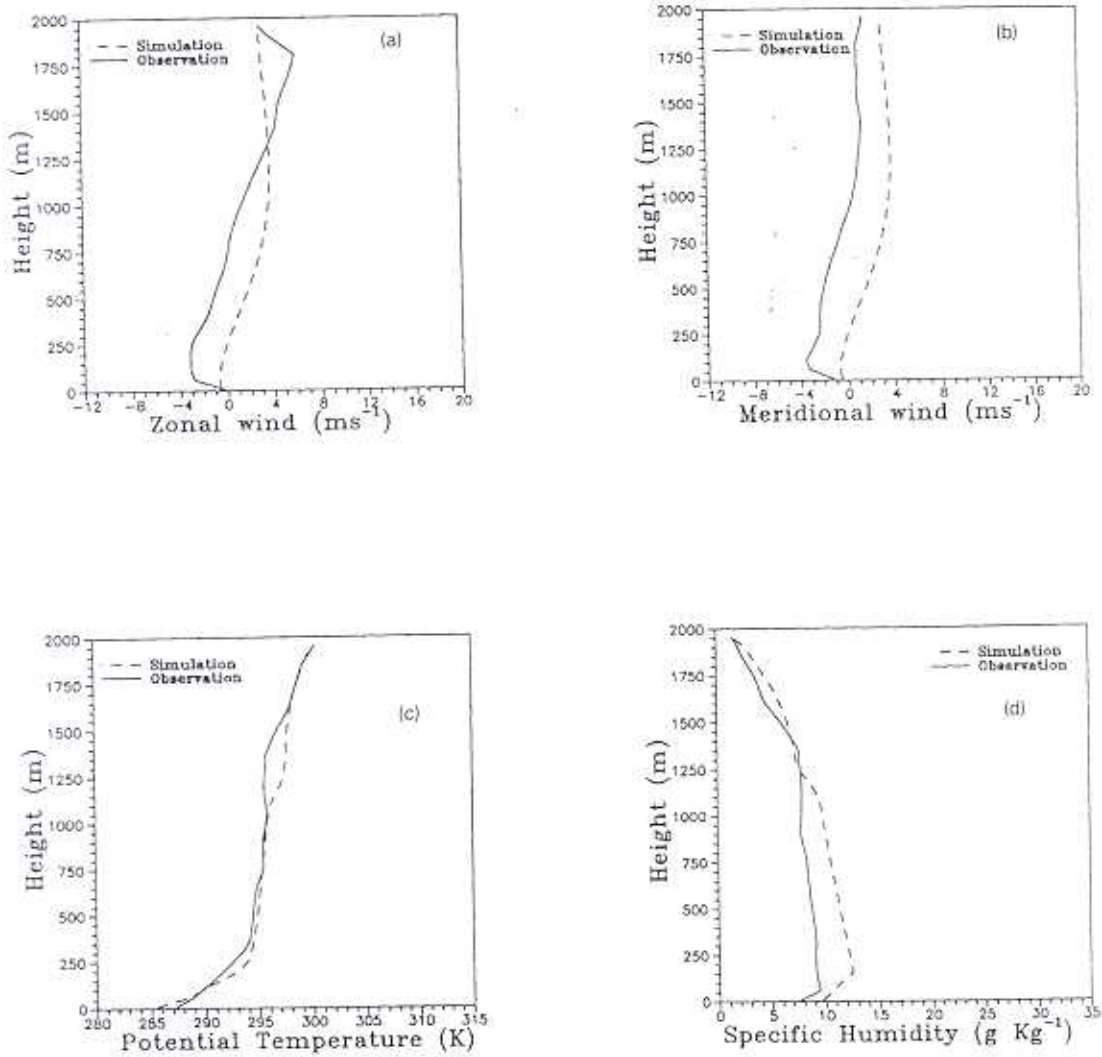 (a)
2000
1750
1500
1250
1000
750
500
250
0
Height (m)
Simulation
Observation
-12 -8 -4 0 4 8 12 16 20
Zonal wind (ms⁻¹)
(b)
2000
1750
1500
1250
1000
750
500
250
0
Height (m)
Simulation
Observation
-12 -8 -4 0 4 8 12 16 20
Meridional wind (ms⁻¹)
2000
1750
1500
1250
1000
750
500
250
0
Height (m)
Simulation
Observation
(c)
280 285 290 295 300 305 310 315
Potential Temperature (K)
2000
1750
1500
1250
1000
750
500
250
0
Height (m)
Simulation
Observation
(d)
0 5 10 15 20 25 30 35
Specific Humidity (g Kg⁻¹)